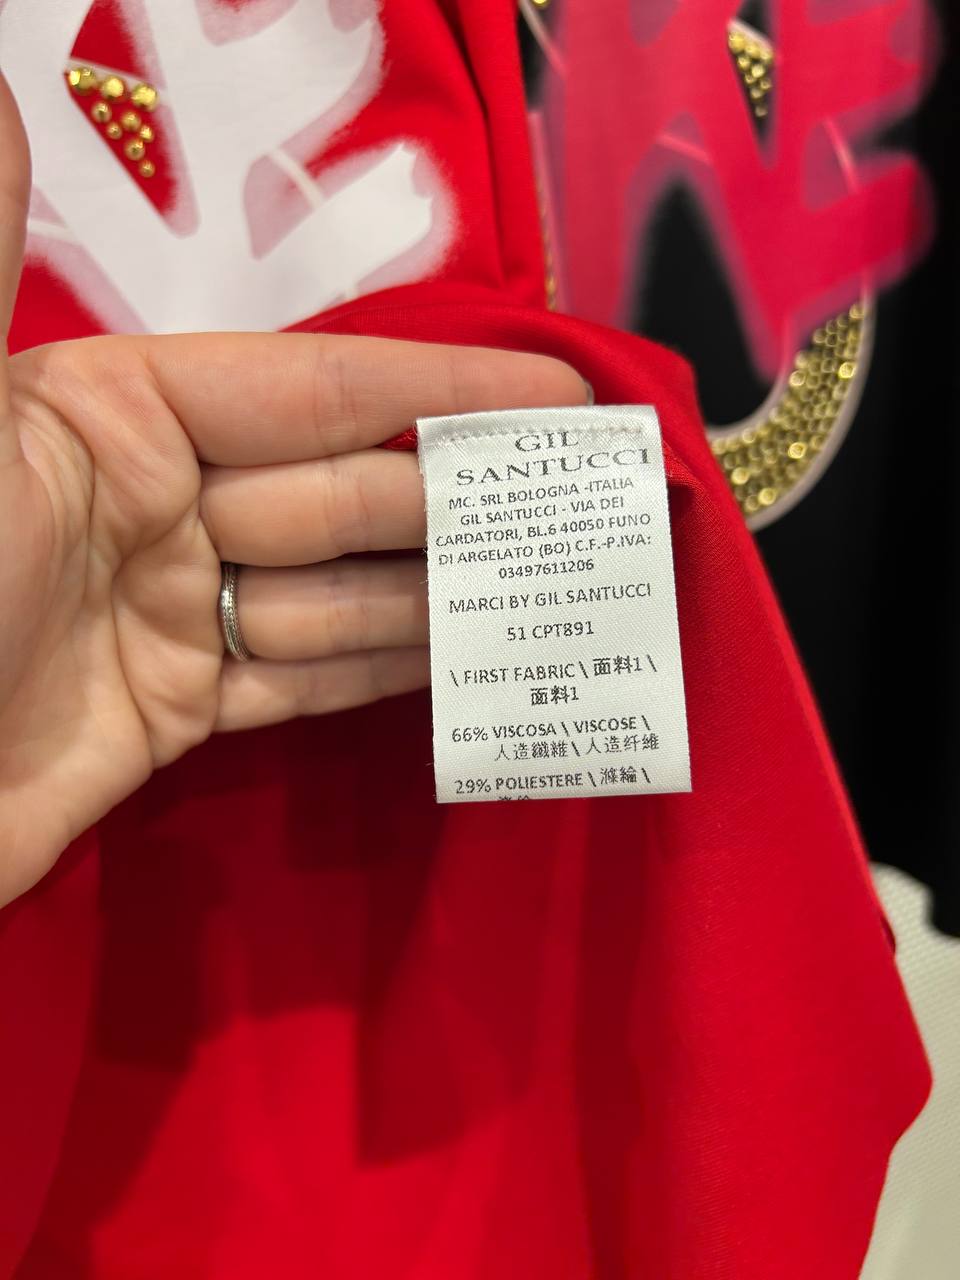 GIL
SANTUCCI
MC. SRL BOLOGNA -ITALIA
GIL SANTUCCI - VIA DEI
CARDATORI, BL.6 40050 FUNO
DI ARGELATO (BO) C.F.-P.IVA:
03497611206
MARCI BY GIL SANTUCCI
51 CPT891
\ FIRST FABRIC \ 面料1 \
面料1
66% VISCOSA \ VISCOSE \
人造纖維 \ 人造纤维
29% POLIESTERE \ 滌綸 \